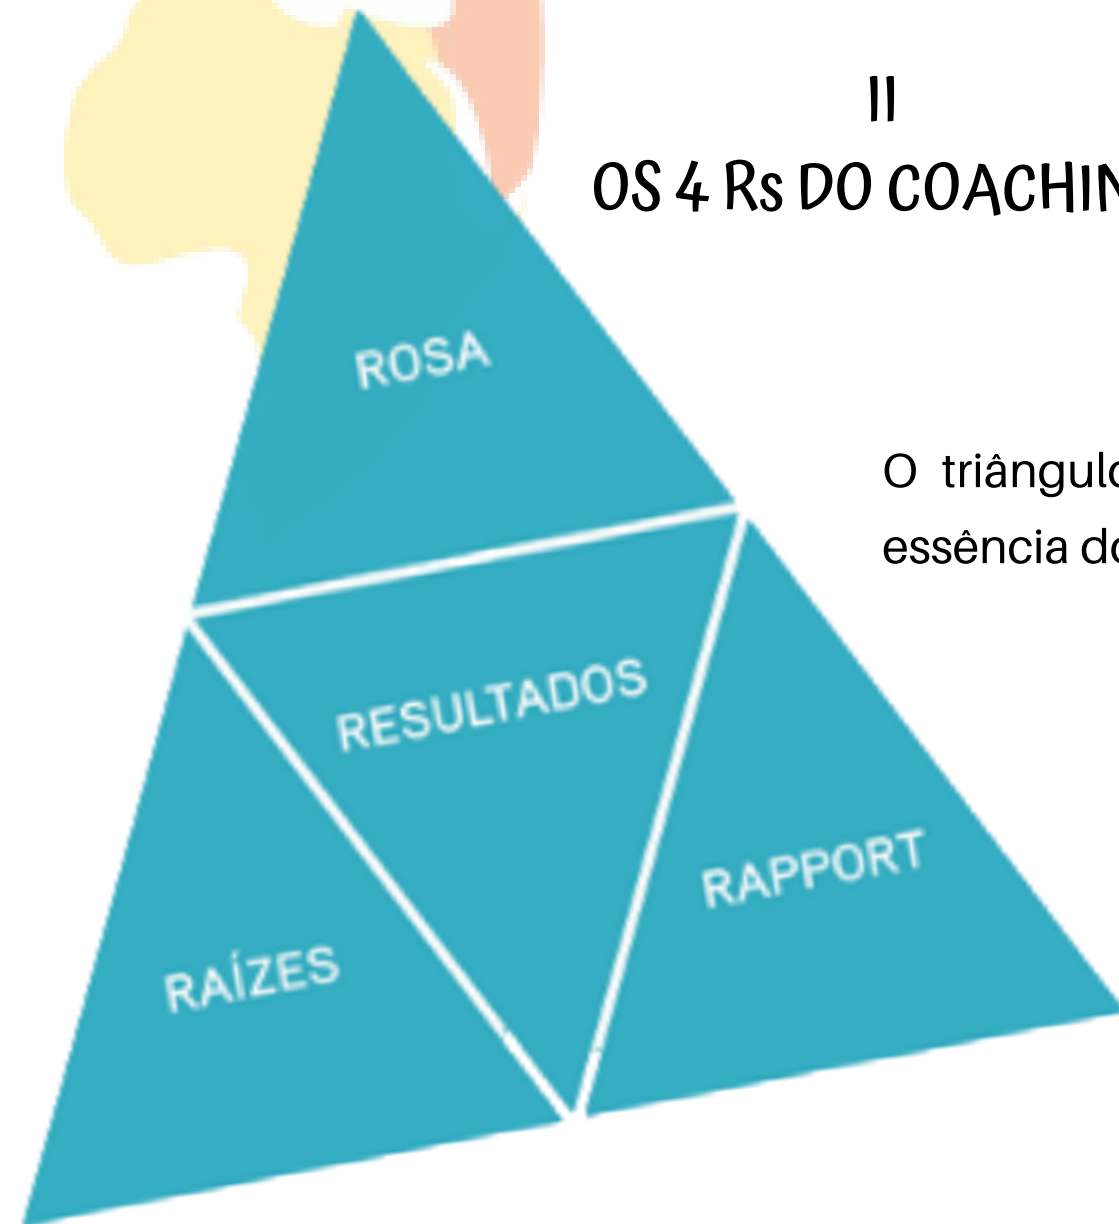 II
OS 4 Rs DO COACHIN
ROSA
O triângulo
essência do
RESULTADOS
RAPPORT
RAÍZES